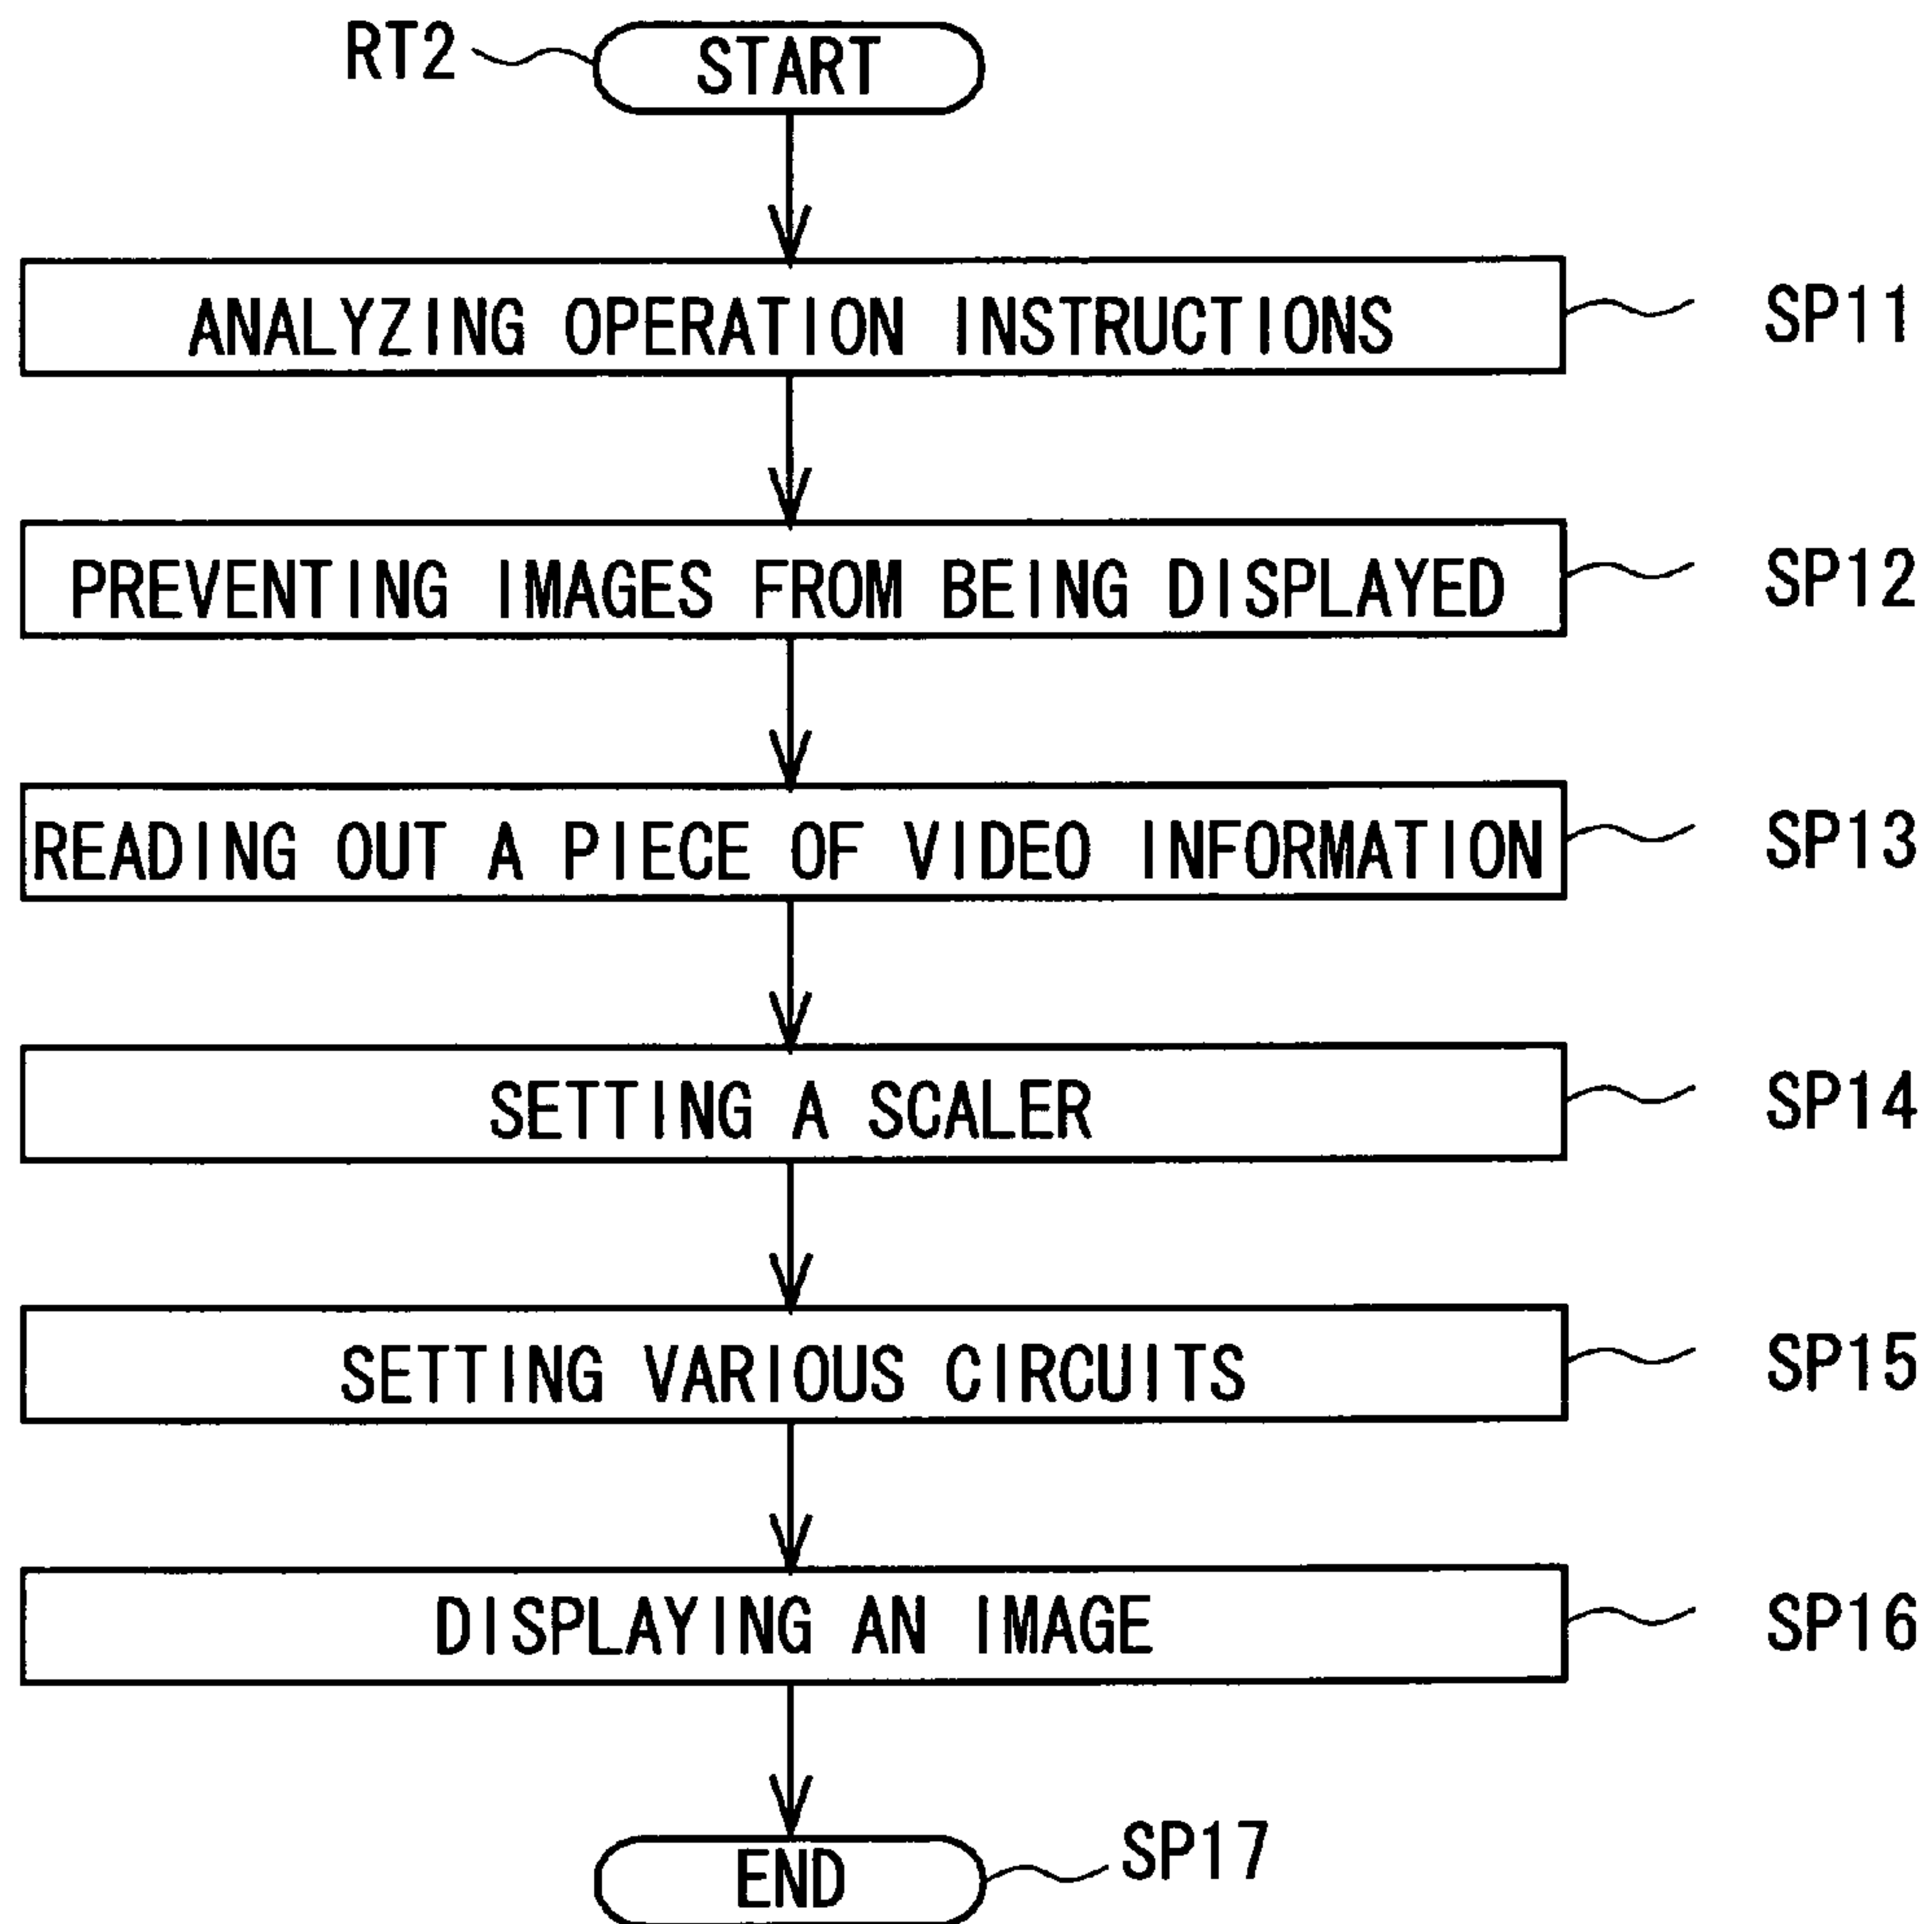 RT2 START
ANALYZING OPERATION INSTRUCTIONS SP11
PREVENTING IMAGES FROM BEING DISPLAYED SP12
READING OUT A PIECE OF VIDEO INFORMATION SP13
SETTING A SCALER SP14
SETTING VARIOUS CIRCUITS SP15
DISPLAYING AN IMAGE SP16
END SP17